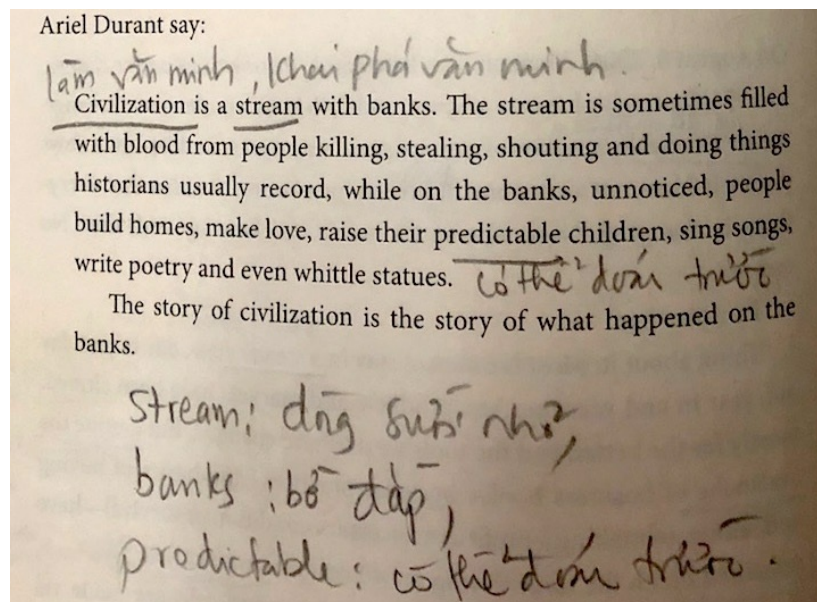 Ariel Durant say:
làm văn minh, khai phá văn minh.
Civilization is a stream with banks. The stream is sometimes filled
with blood from people killing, stealing, shouting and doing things
historians usually record, while on the banks, unnoticed, people
build homes, make love, raise their predictable children, sing songs,
write poetry and even whittle statues.
có thể đoán trước
The story of civilization is the story of what happened on the
banks.
Stream: dòng suối nhỏ,
banks: bờ đắp,
predictable: có thể đoán trước.